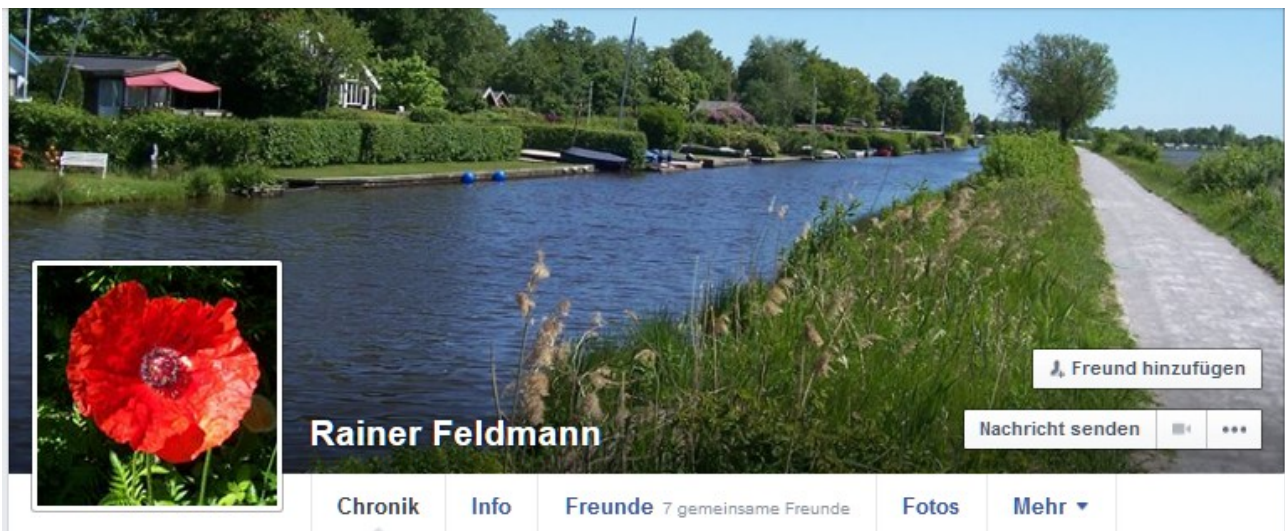 Freund hinzufügen
Rainer Feldmann
Nachricht senden
Chronik Info Freunde 7 gemeinsame Freunde Fotos Mehr